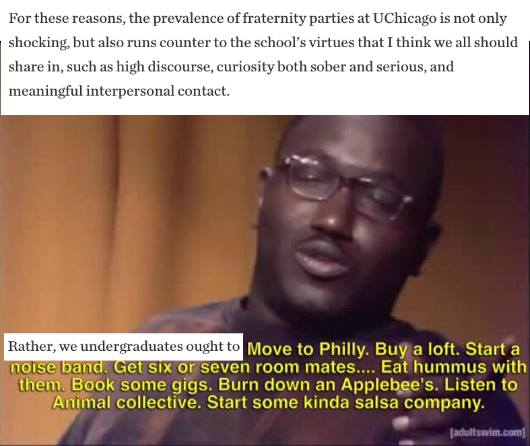 For these reasons, the prevalence of fraternity parties at UChicago is not only
shocking, but also runs counter to the school's virtues that I think we all should
share in, such as high discourse, curiosity both sober and serious, and
meaningful interpersonal contact.
Rather, we undergraduates ought to Move to Philly. Buy a loft. Start a
noise band. Get six or seven room mates.... Eat hummus with
them. Book some gigs. Burn down an Applebee's. Listen to
Animal collective. Start some kinda salsa company.
[adultswim.com]